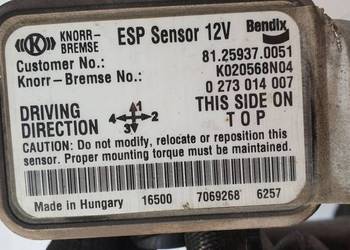 KNORR-BREMSE ESP Sensor 12V Bendix
Customer No.: 81.25937.0051
Knorr-Bremse No.: K020568N04
0 273 014 007
DRIVING DIRECTION 1 2 3 4 THIS SIDE ON TOP
CAUTION: Do not modify, relocate or reposition this
sensor. Proper mounting torque must be maintained.
Made in Hungary 16500 7069268 6257